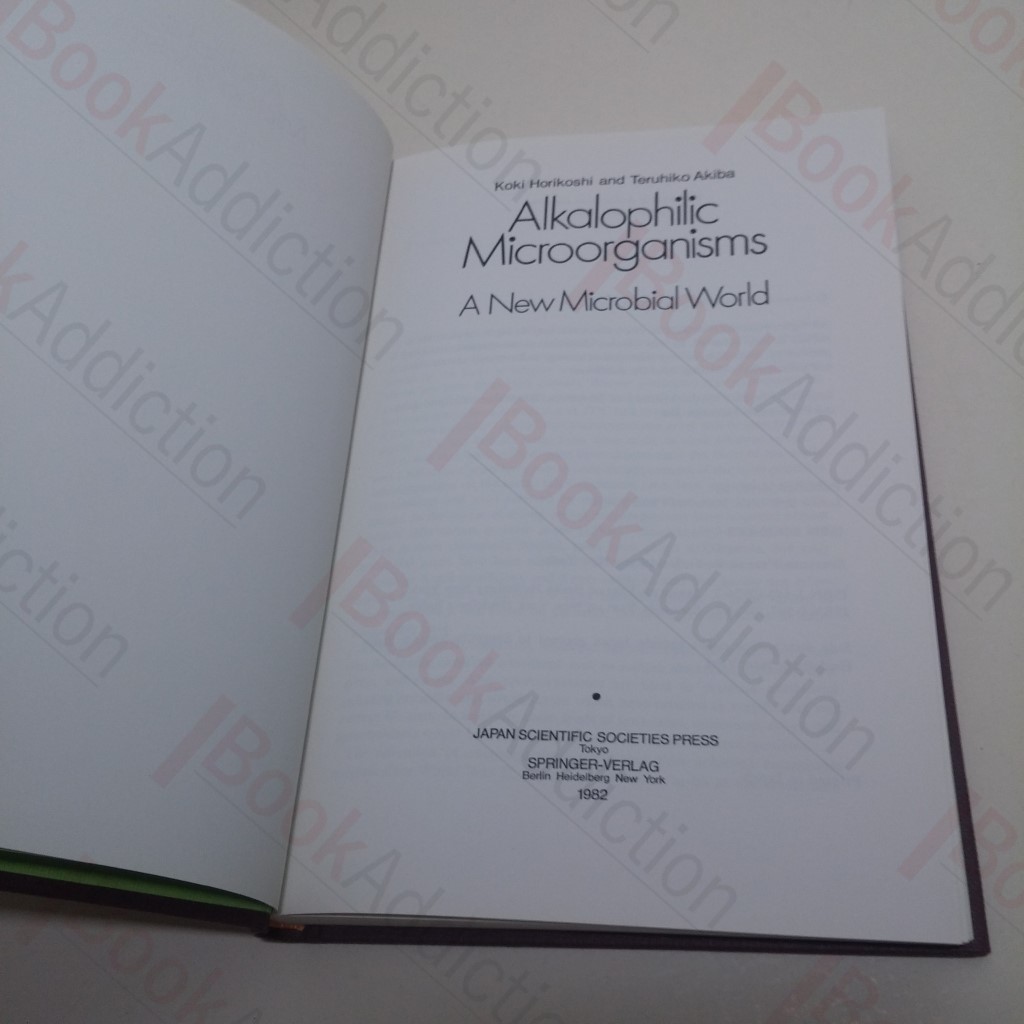 Koki Horikoshi and Teruhiko Akiba
Alkalophilic
Microorganisms
A New Microbial World
•
JAPAN SCIENTIFIC SOCIETIES PRESS
Tokyo
SPRINGER-VERLAG
Berlin Heidelberg New York
1982
BookAddiction